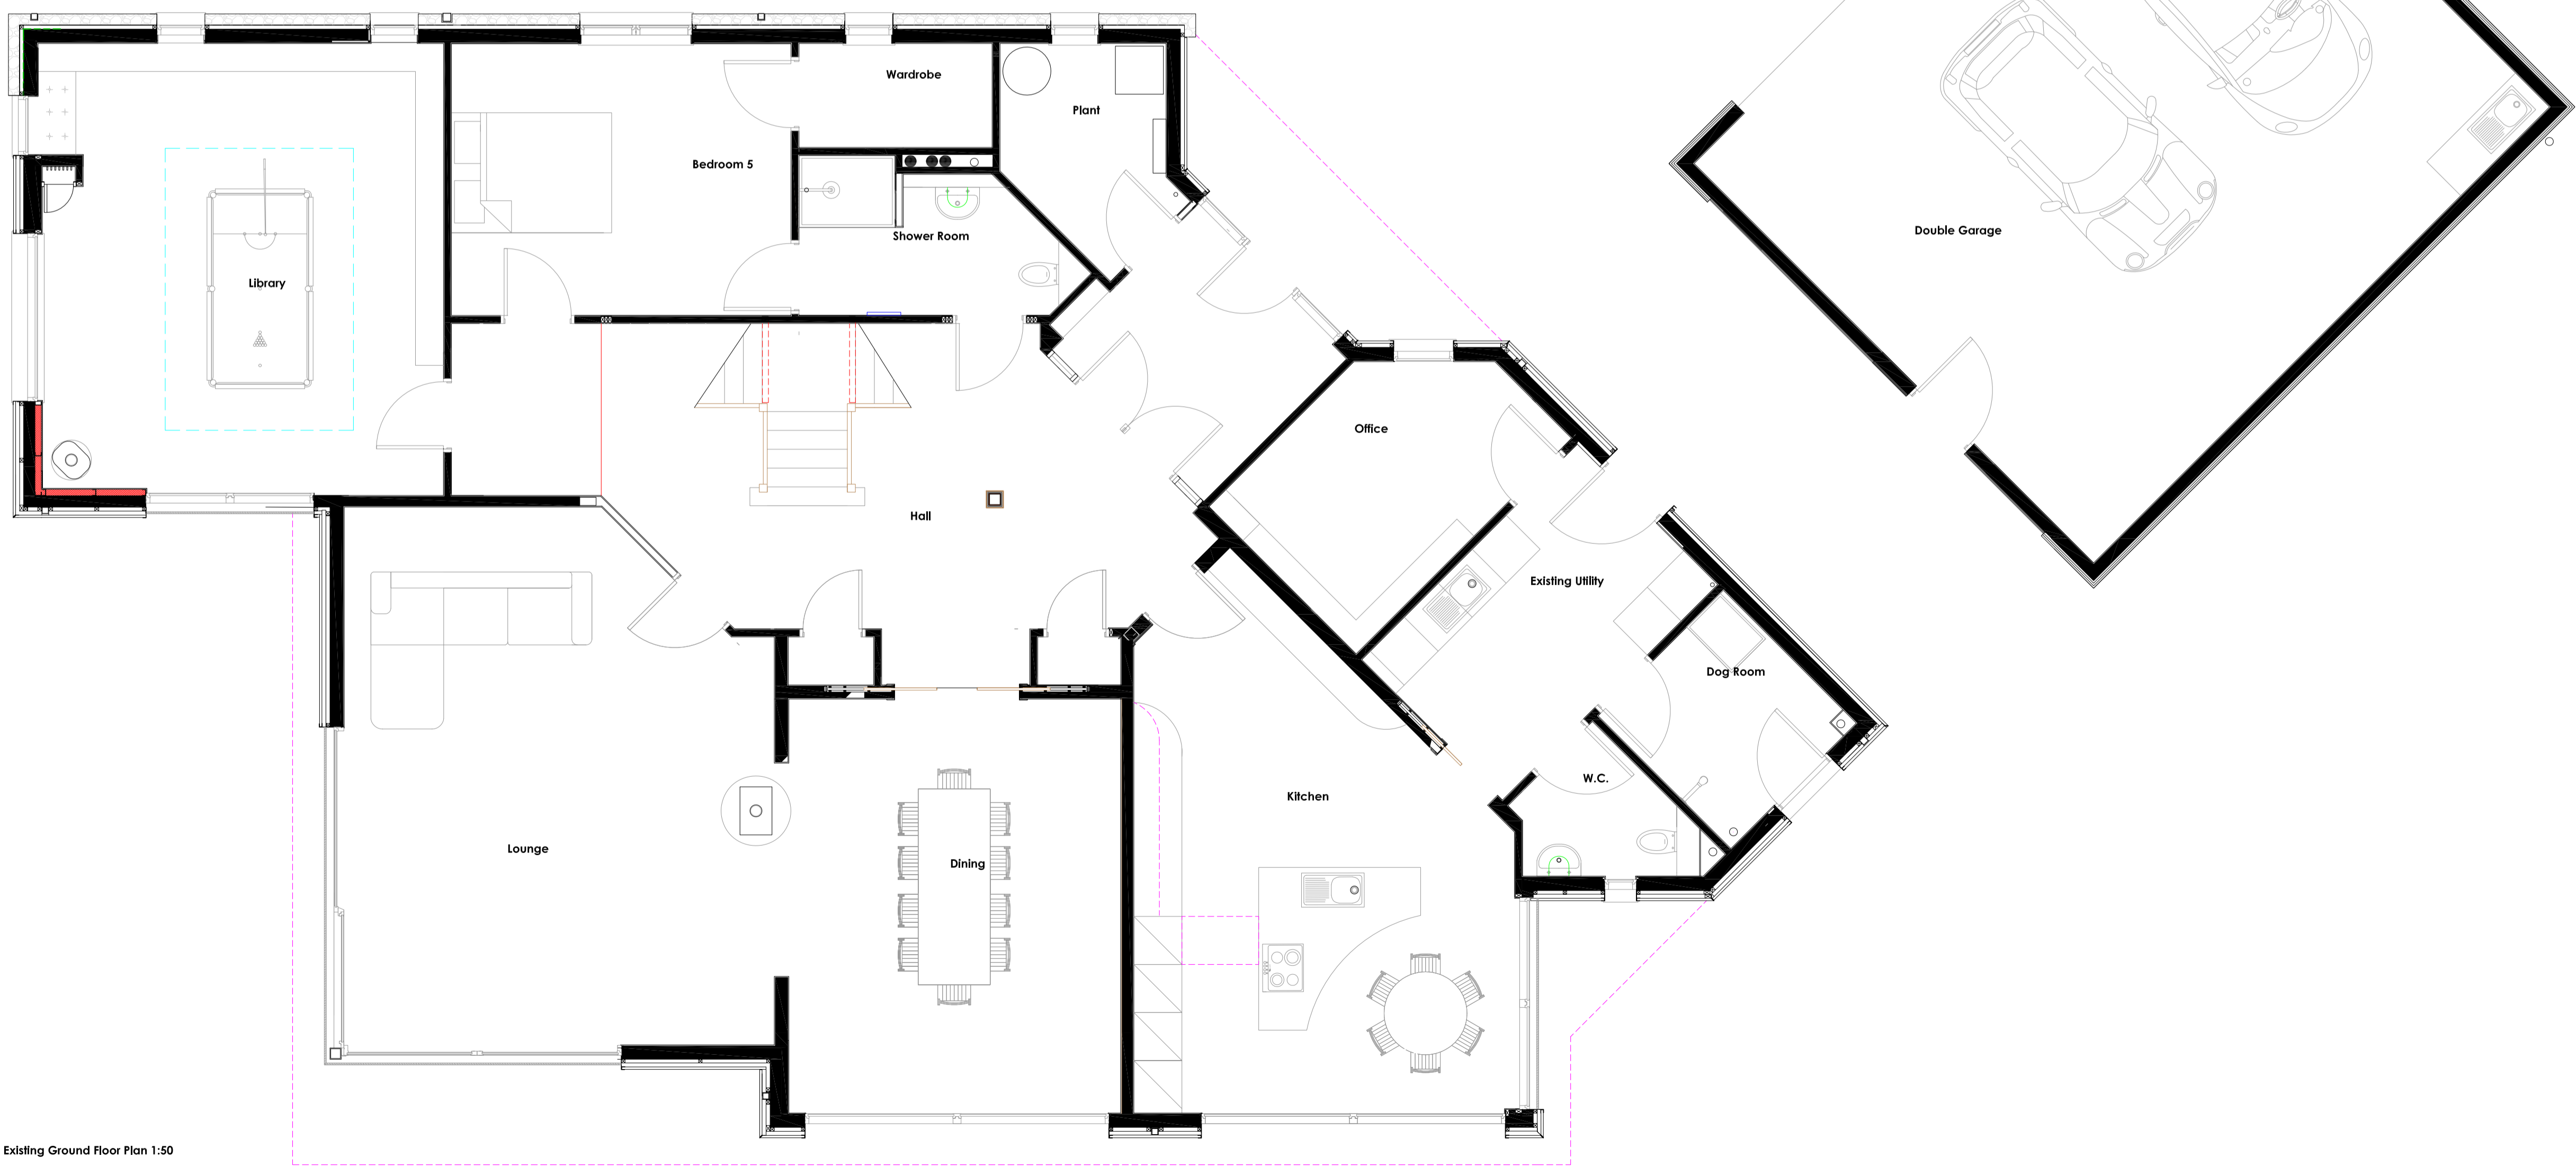 Wardrobe
Plant
Bedroom 5
Double Garage
Shower Room
Library
Office
Hall
Existing Utility
Dog Room
W.C.
Kitchen
Lounge
Dining
Existing Ground Floor Plan 1:50